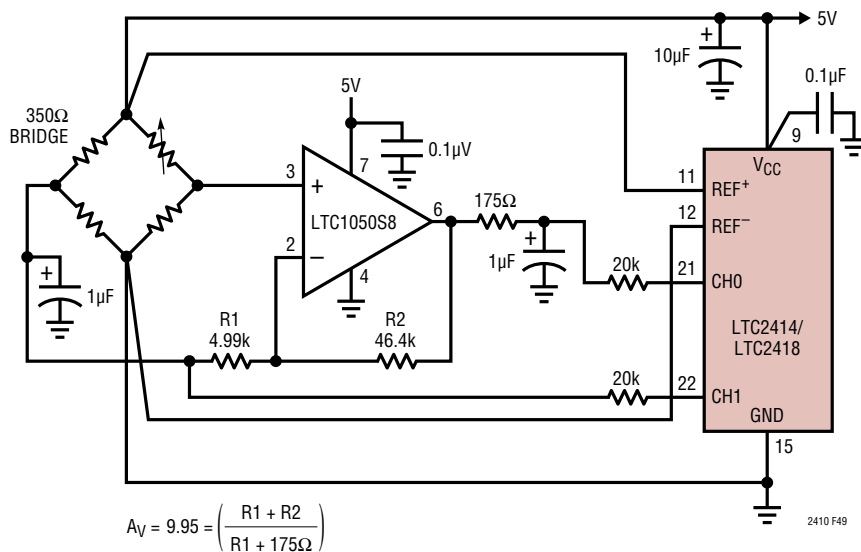 5V
10µF
0.1µF
350Ω
BRIDGE
5V
9
VCC
7
0.1µV
3
+
11
REF+
LTC1050S8
6
175Ω
12
REF–
2
–
4
1µF
20k
21
CH0
1µF
R1
4.99k
R2
46.4k
LTC2414/
LTC2418
20k
22
CH1
GND
15
AV = 9.95 = (R1 + R2 / R1 + 175Ω)
2410 F49